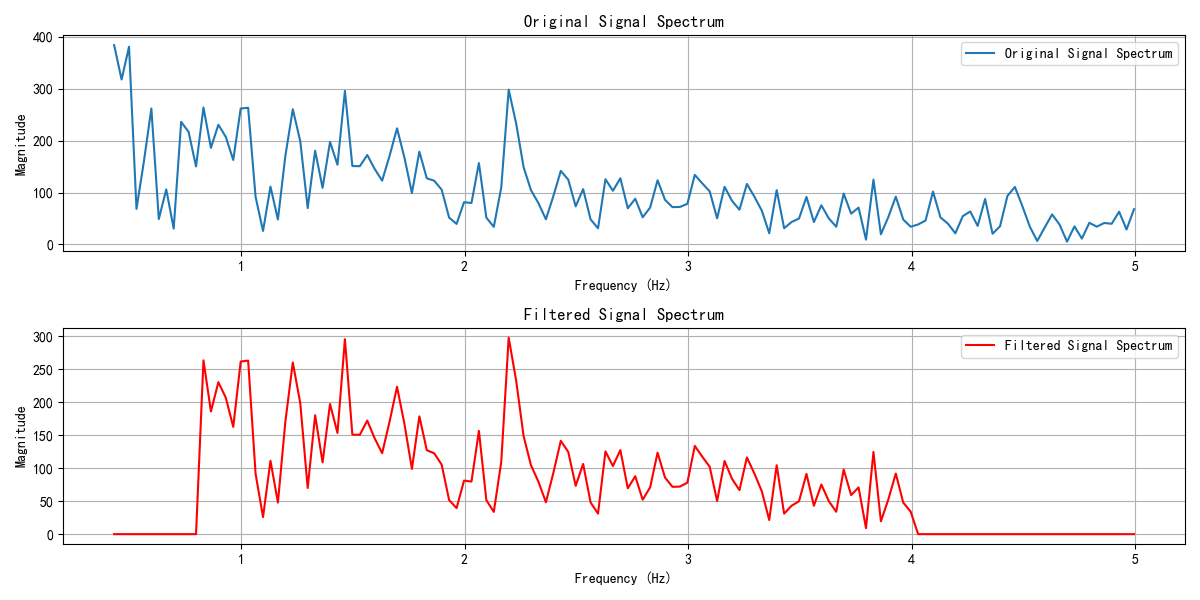 Original Signal Spectrum
400
300
200
100
0
Magnitude
Original Signal Spectrum
1 2 3 4 5
Frequency (Hz)
Filtered Signal Spectrum
300
250
200
150
100
50
0
Magnitude
Filtered Signal Spectrum
1 2 3 4 5
Frequency (Hz)